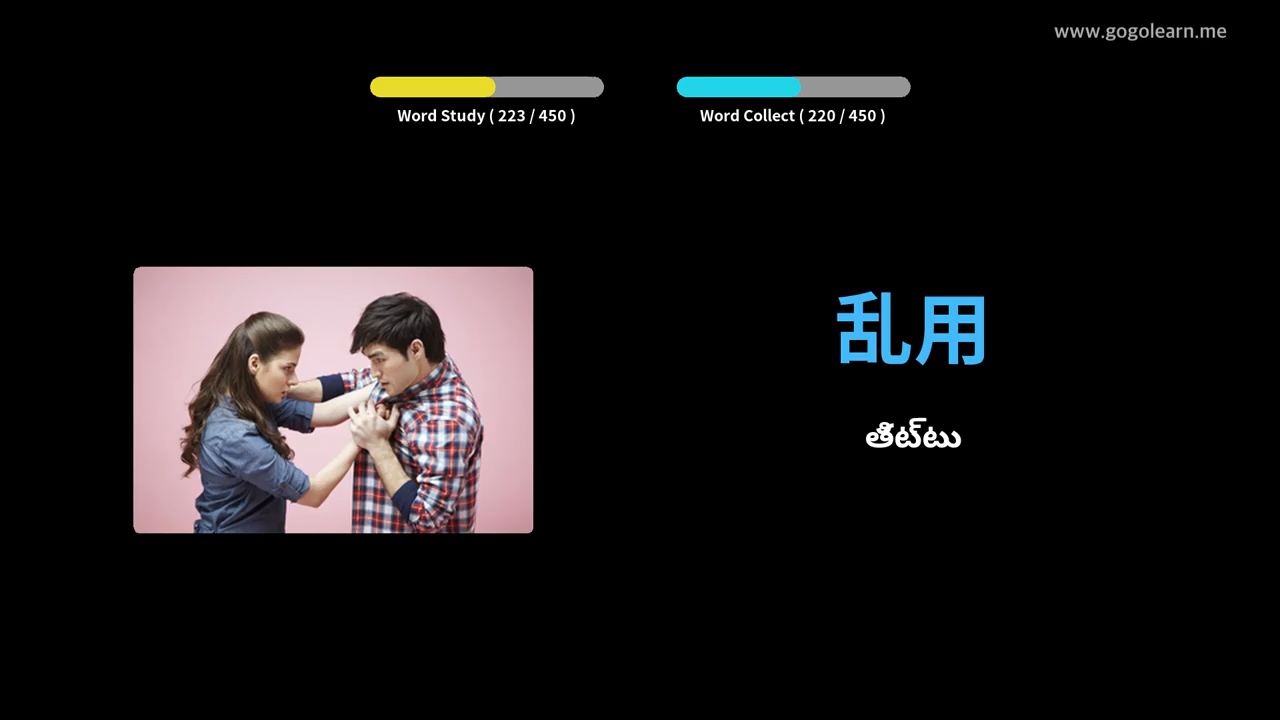 www.gogolearn.me
Word Study ( 223 / 450 )
Word Collect ( 220 / 450 )
乱用
తిట్టు